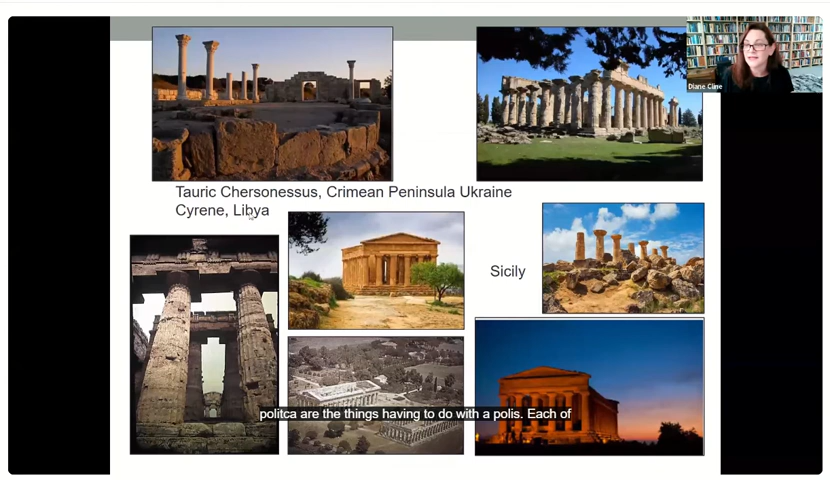 Diane Cline
Tauric Chersonessus, Crimean Peninsula Ukraine
Cyrene, Libya
Sicily
politca are the things having to do with a polis. Each of